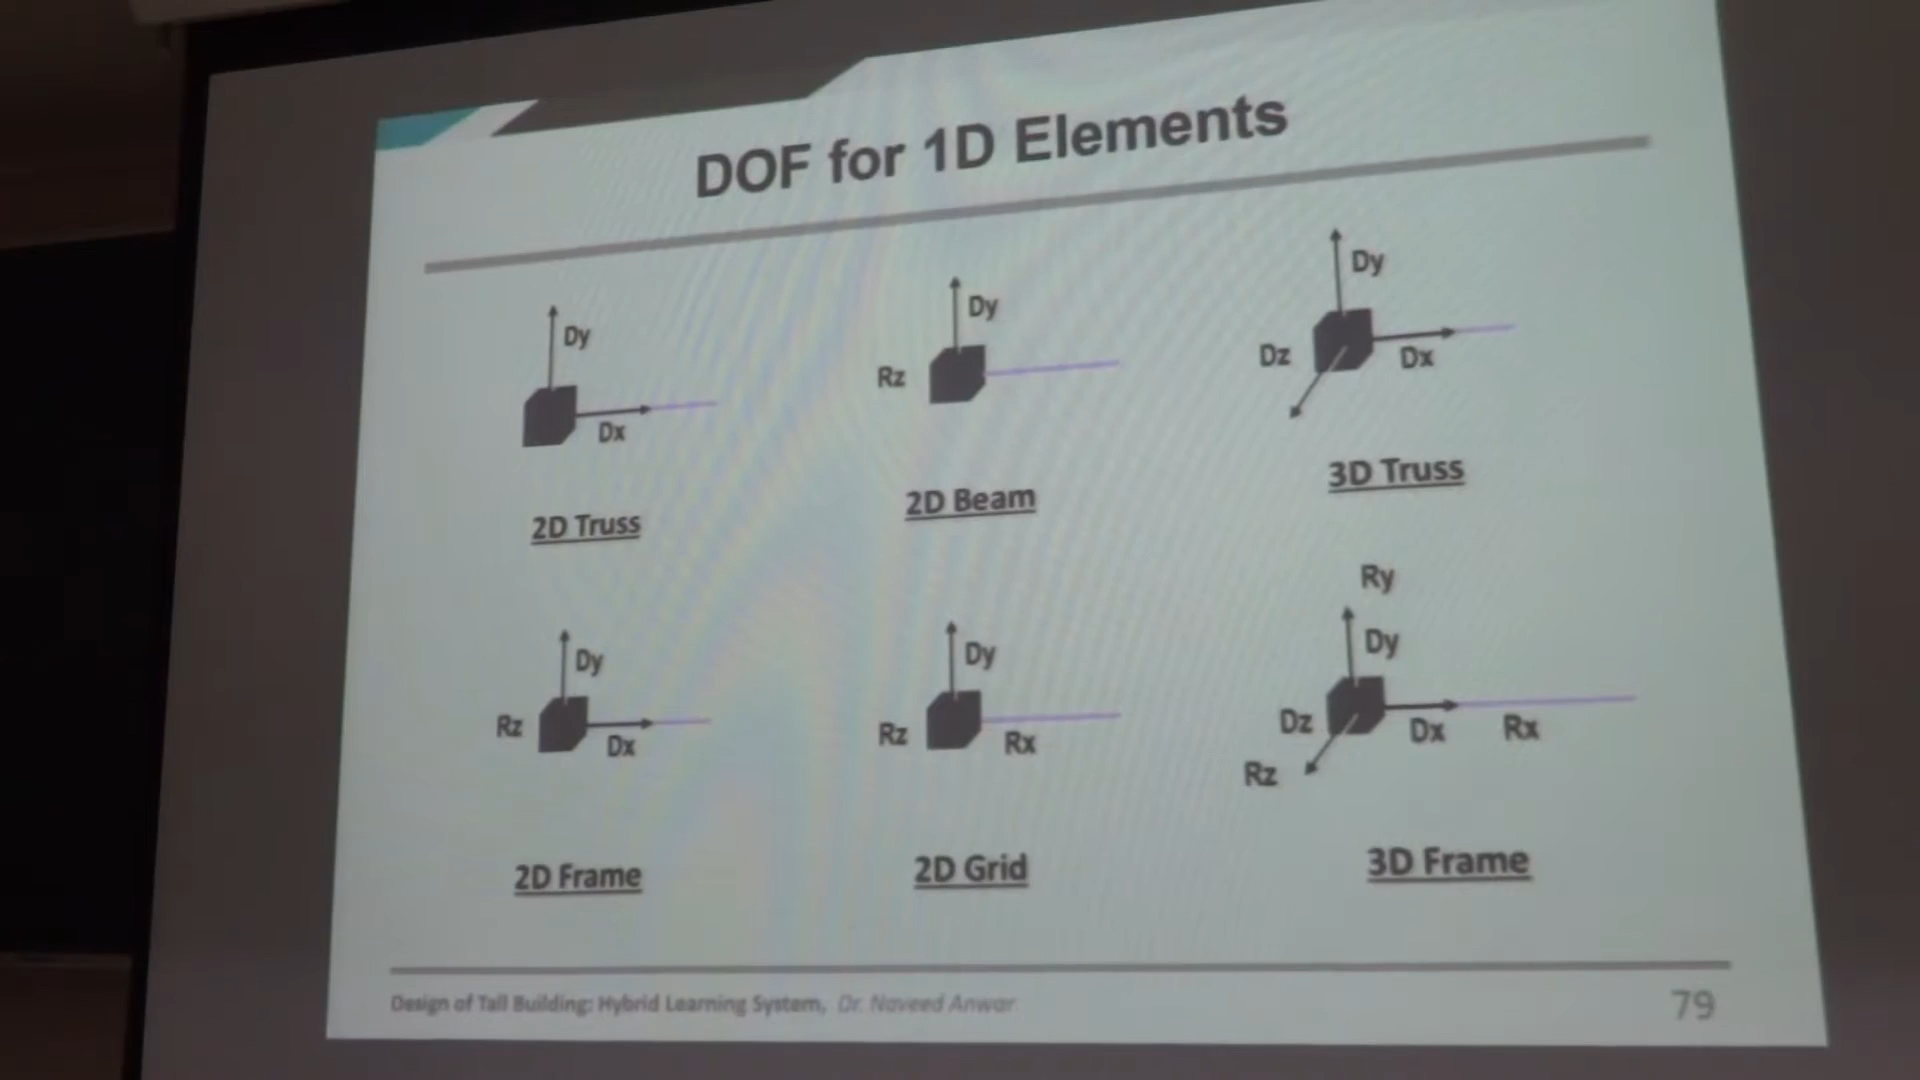 DOF for 1D Elements
Dy
Dx
2D Truss
Dy
Rz
2D Beam
Dy
Dz
Dx
3D Truss
Dy
Rz
Dx
2D Frame
Dy
Rz
Rx
2D Grid
Ry
Dy
Dz
Dx
Rx
Rz
3D Frame
Design of Tall Building: Hybrid Learning System, Dr. Naveed Anwar
79